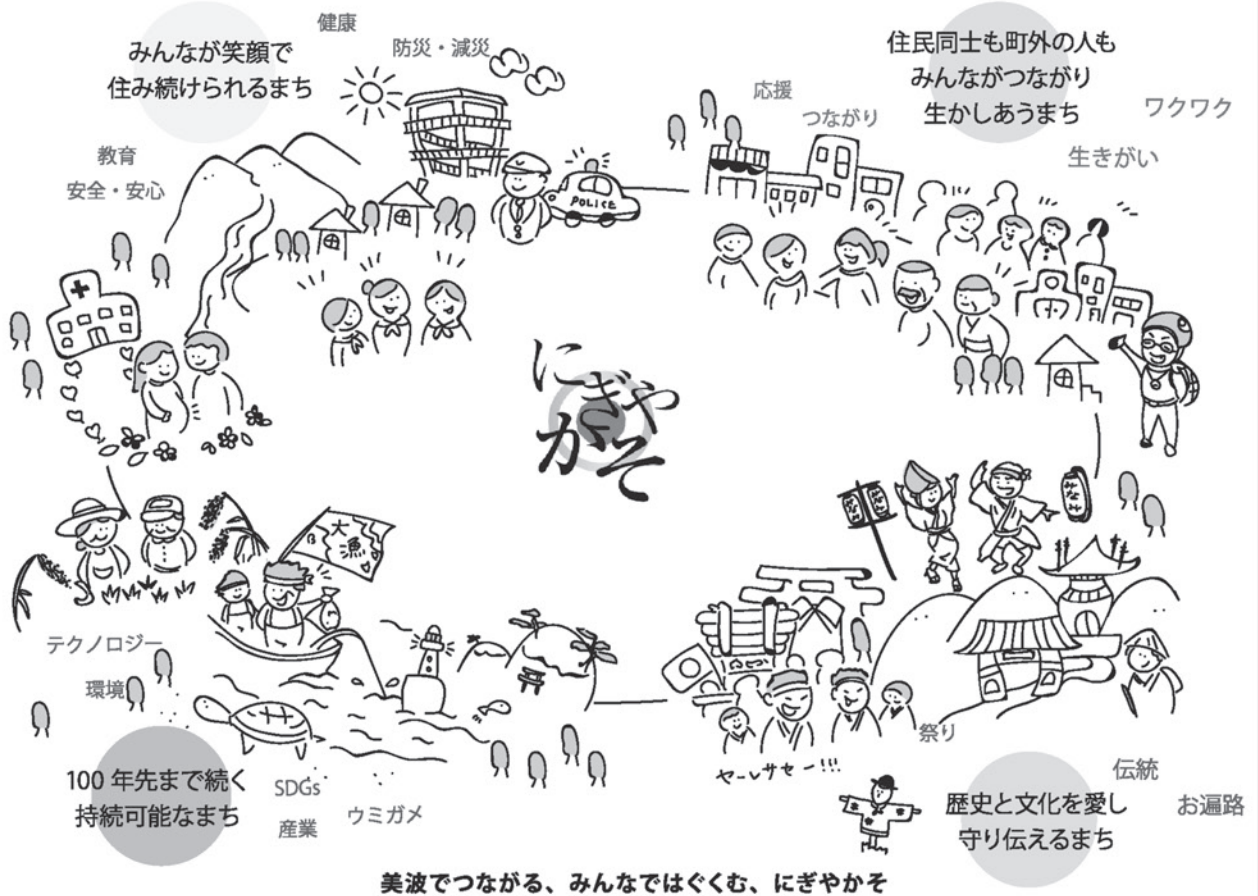 健康
みんなが笑顔で
住み続けられるまち
防災・減災
教育
安全・安心
住民同士も町外の人も
みんながつながり
生かしあうまち
応援
つながり
ワクワク
生きがい
POLICE
にぎや
かそ
大漁
みなみ
テクノロジー
環境
100年先まで続く
持続可能なまち
SDGs
産業
ウミガメ
ヤーレサセー!!!
祭り
歴史と文化を愛し
守り伝えるまち
伝統
お遍路
美波でつながる、みんなではぐくむ、にぎやかそ